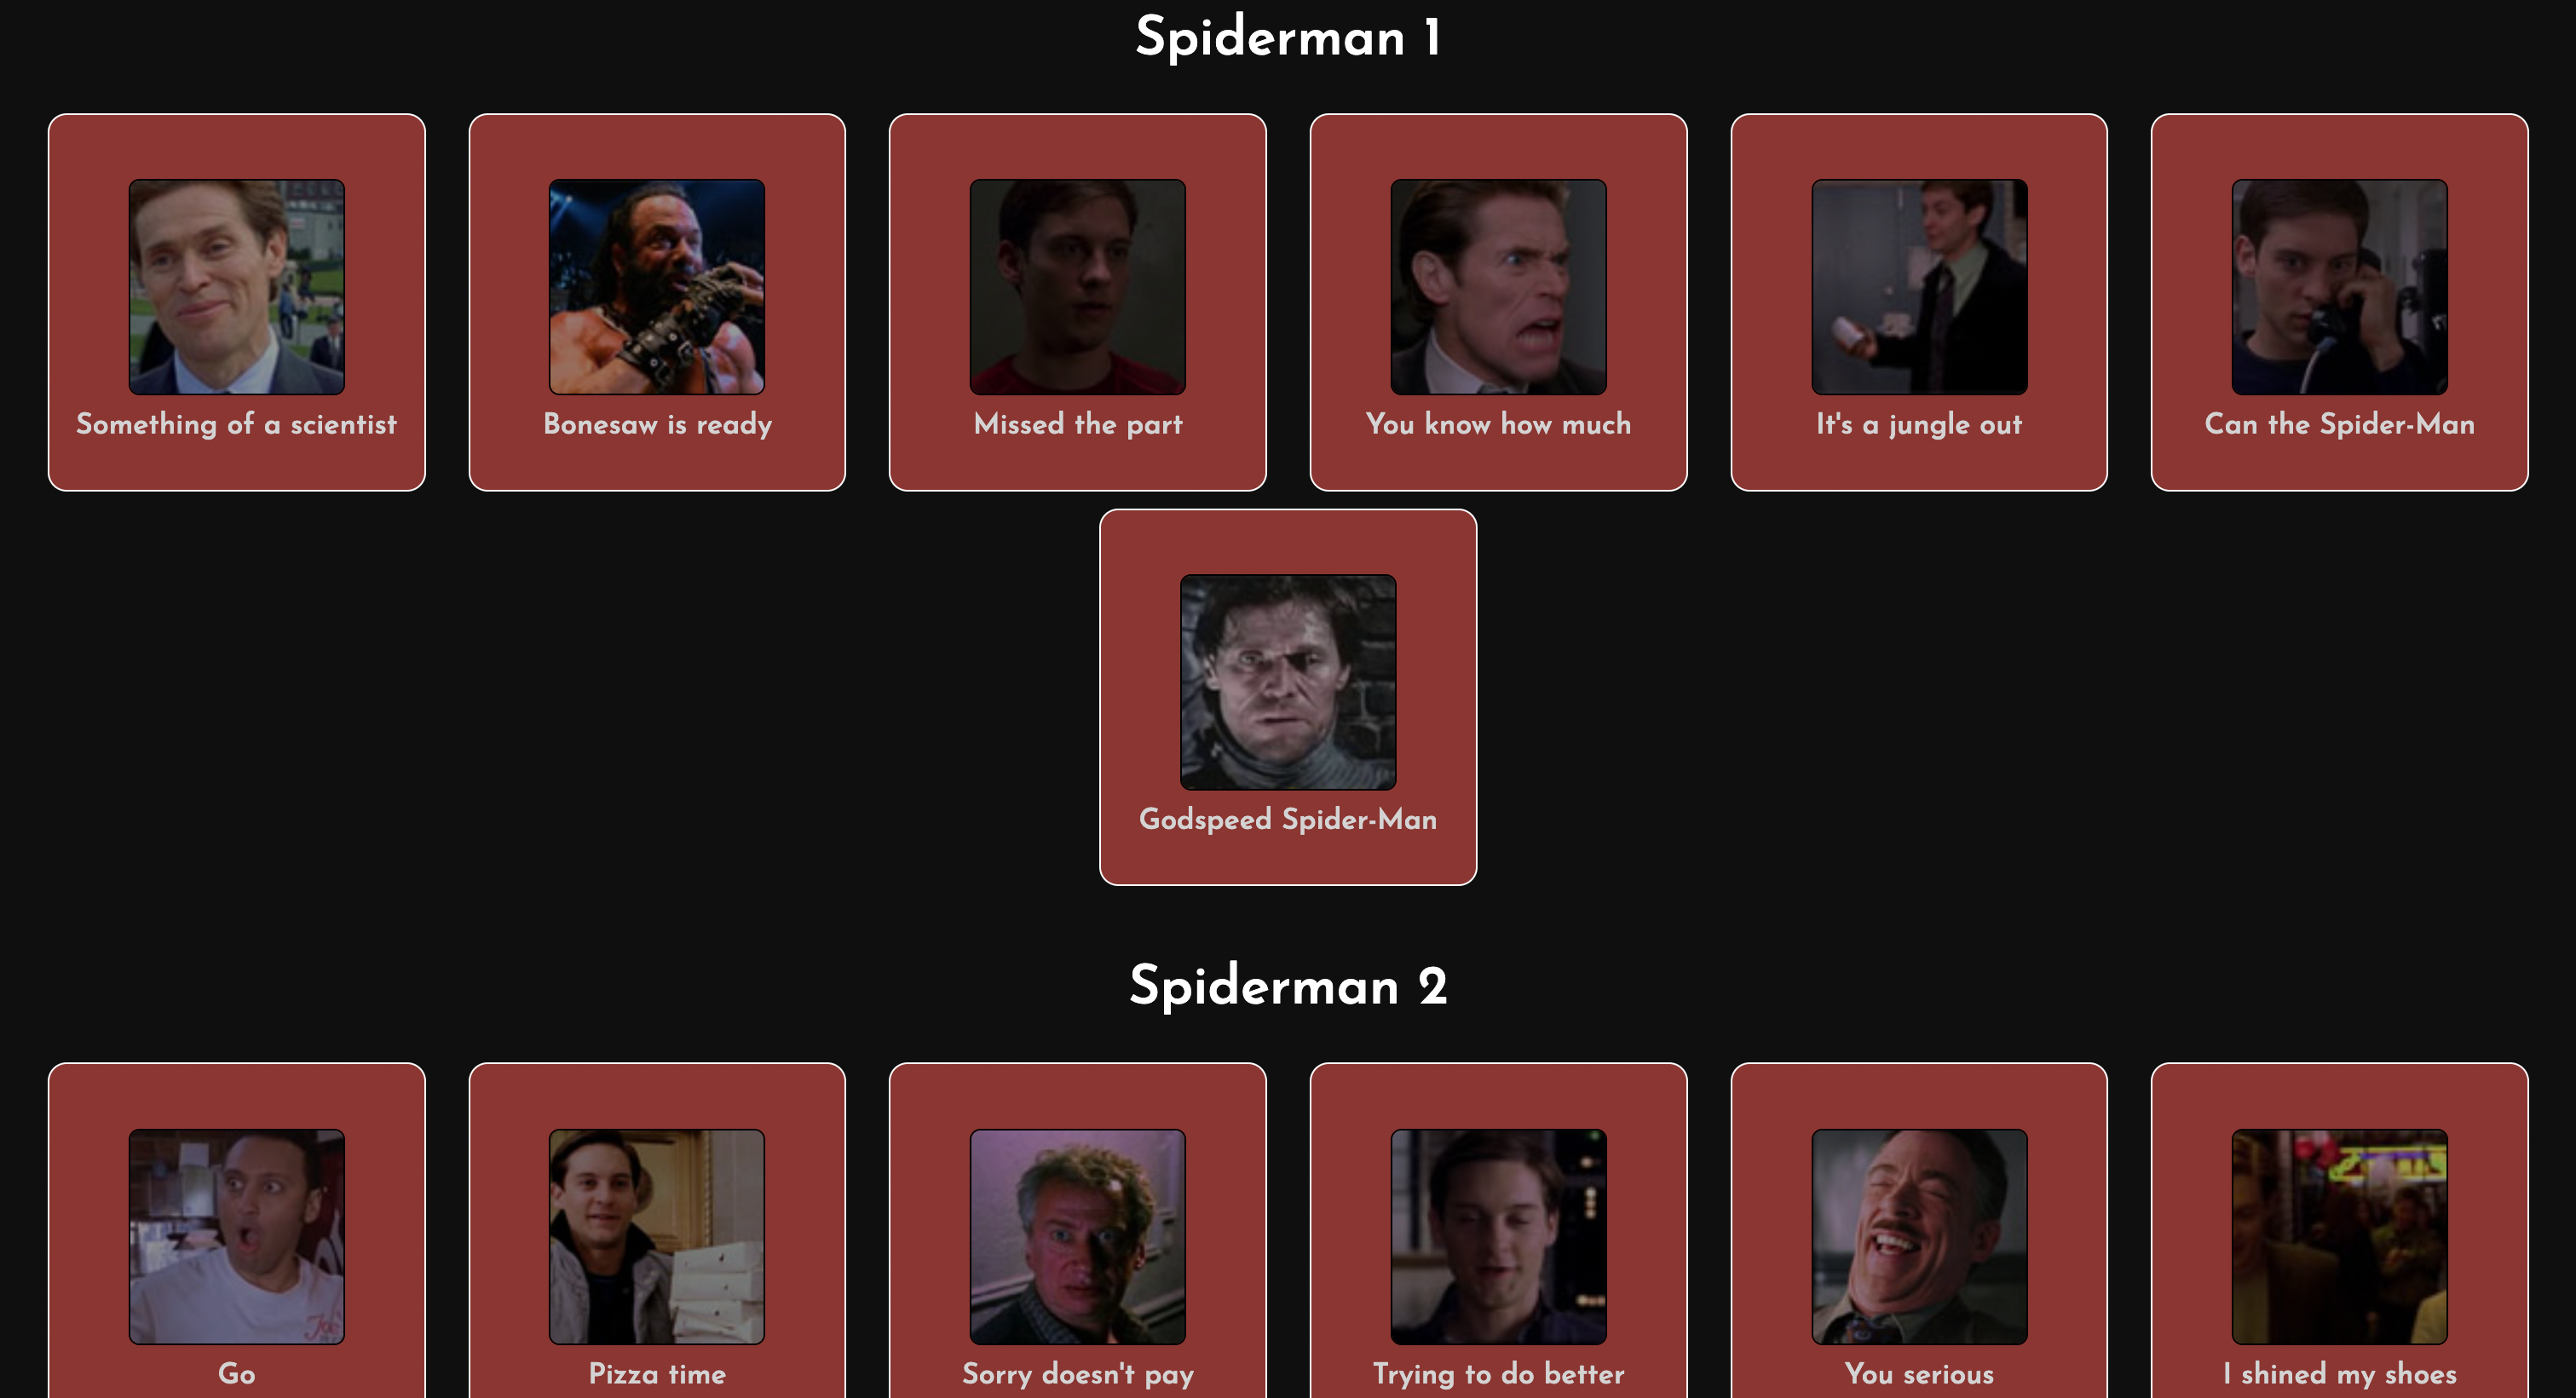 Spiderman 1
Something of a scientist
Bonesaw is ready
Missed the part
You know how much
It's a jungle out
Can the Spider-Man
Godspeed Spider-Man
Spiderman 2
Joe
Go
Pizza time
Sorry doesn't pay
Trying to do better
You serious
I shined my shoes